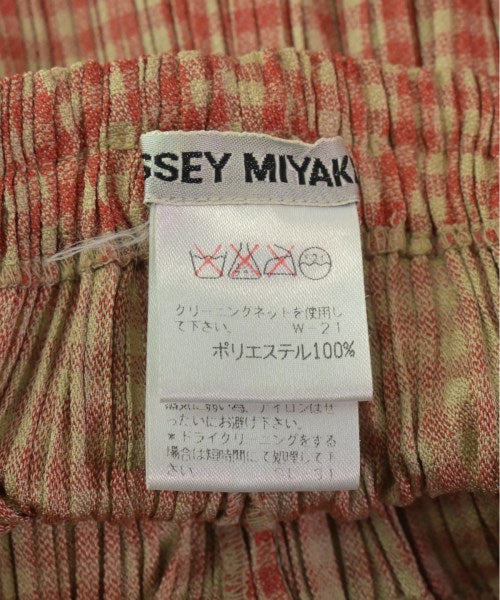 SSEY MIYAK
クリーニングネットを使用し
て下さい。 W-21
ポリエステル100%
ったいにお避け下さい。
*ドライクリーニングをする
場合は短時間にて処理して下
さい。